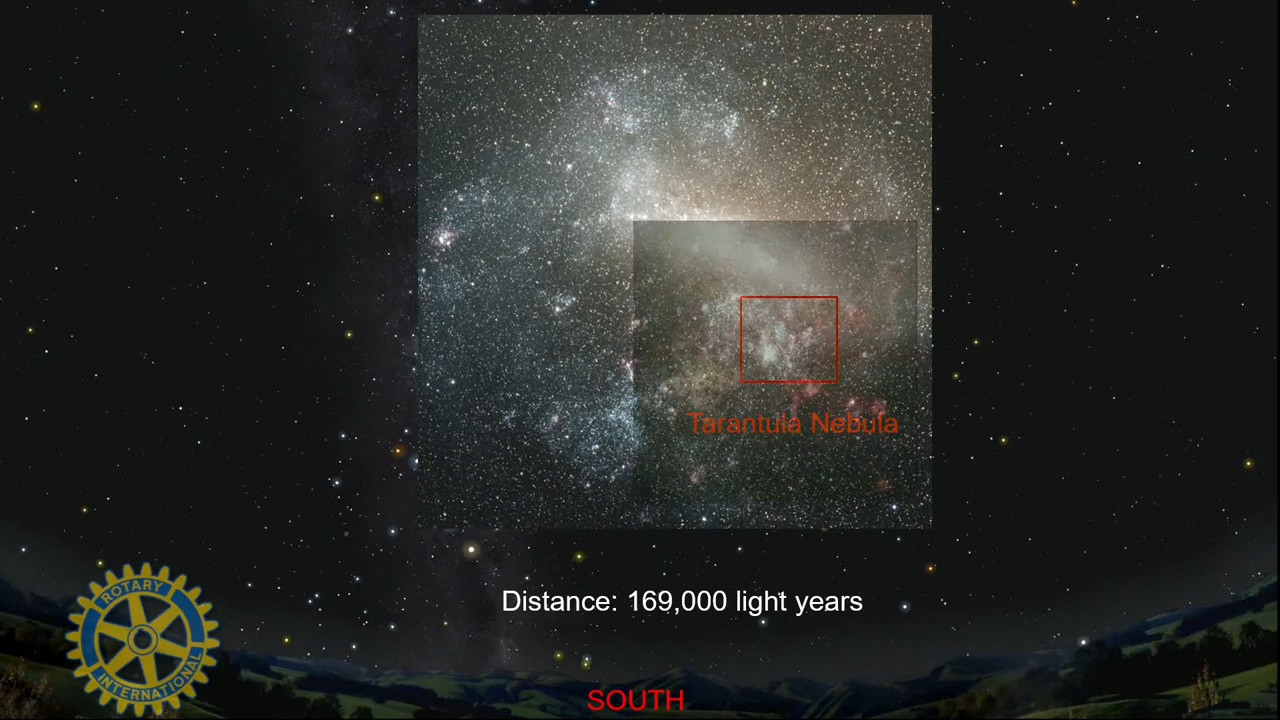 Tarantula Nebula
Distance: 169,000 light years
ROTARY
INTERNATIONAL
SOUTH